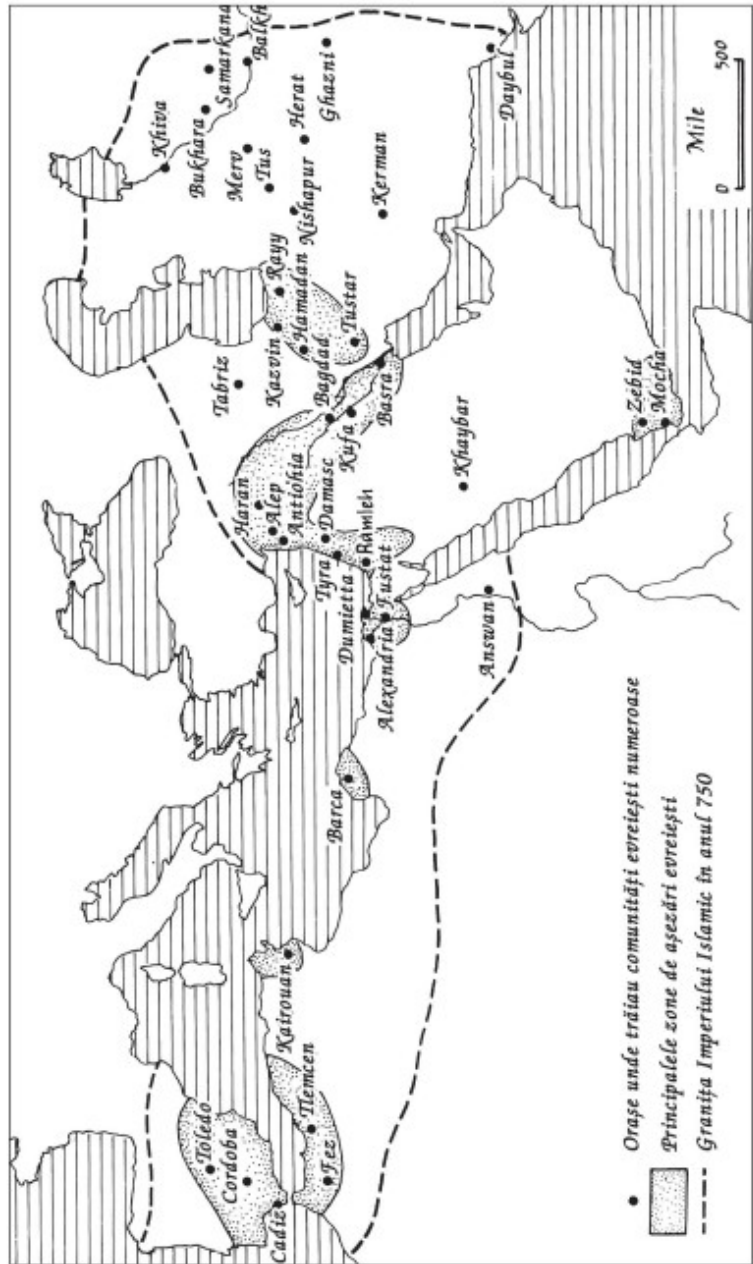 Toledo
Cordoba
Cadiz
Fez
Tlemcen
Kairouan
Barca
Alexandria
Dumietta
Fustat
Answan
Tyra
Ramleh
Damasc
Antiohia
Alep
Haran
Tabriz
Kazvin
Rayy
Hamadan
Bagdad
Tustar
Kufa
Basra
Khaybar
Zebid
Mocha
Khiva
Bukhara
Samarkand
Balkh
Merv
Tus
Nishapur
Herat
Ghazni
Kerman
Daybul
Orașe unde trăiau comunități evreiești numeroase
Principalele zone de așezări evreiești
Granița Imperiului Islamic în anul 750
0 500
Mile